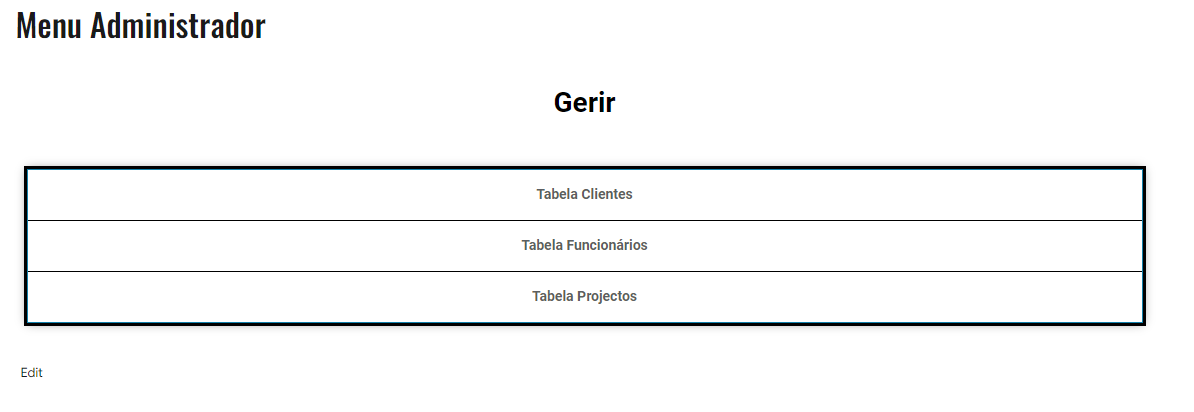 Menu Administrador
Gerir
Tabela Clientes
Tabela Funcionários
Tabela Projectos
Edit